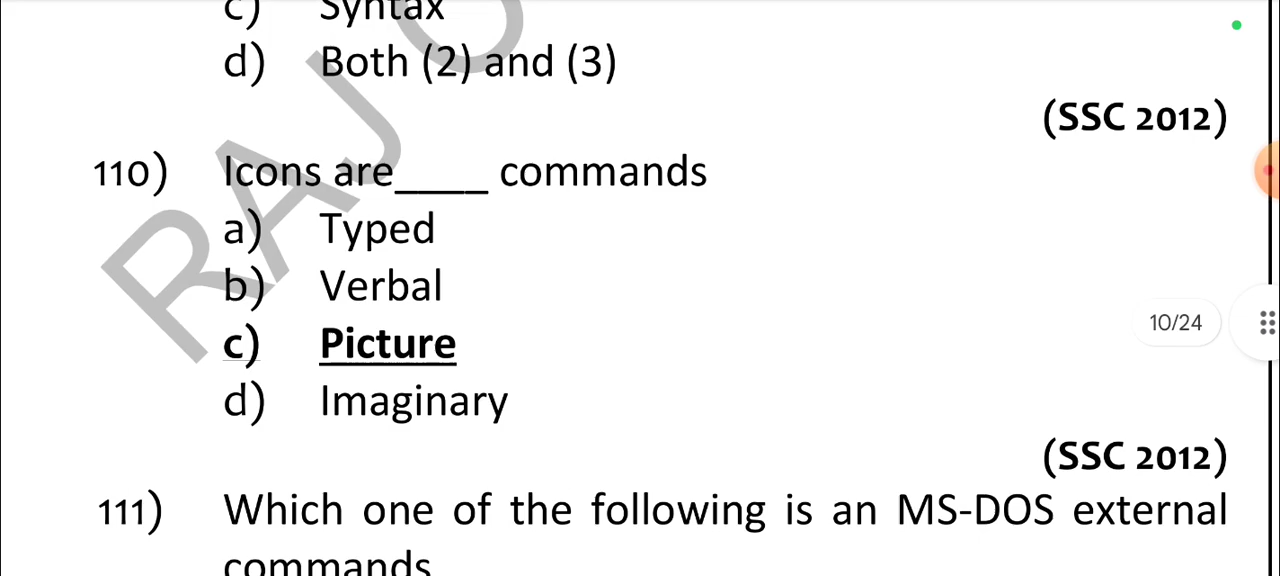 c) Syntax
d) Both (2) and (3)
(SSC 2012)
110) Icons are____ commands
a) Typed
b) Verbal
c) Picture
d) Imaginary
10/24
(SSC 2012)
111) Which one of the following is an MS-DOS external
commands
RAJ